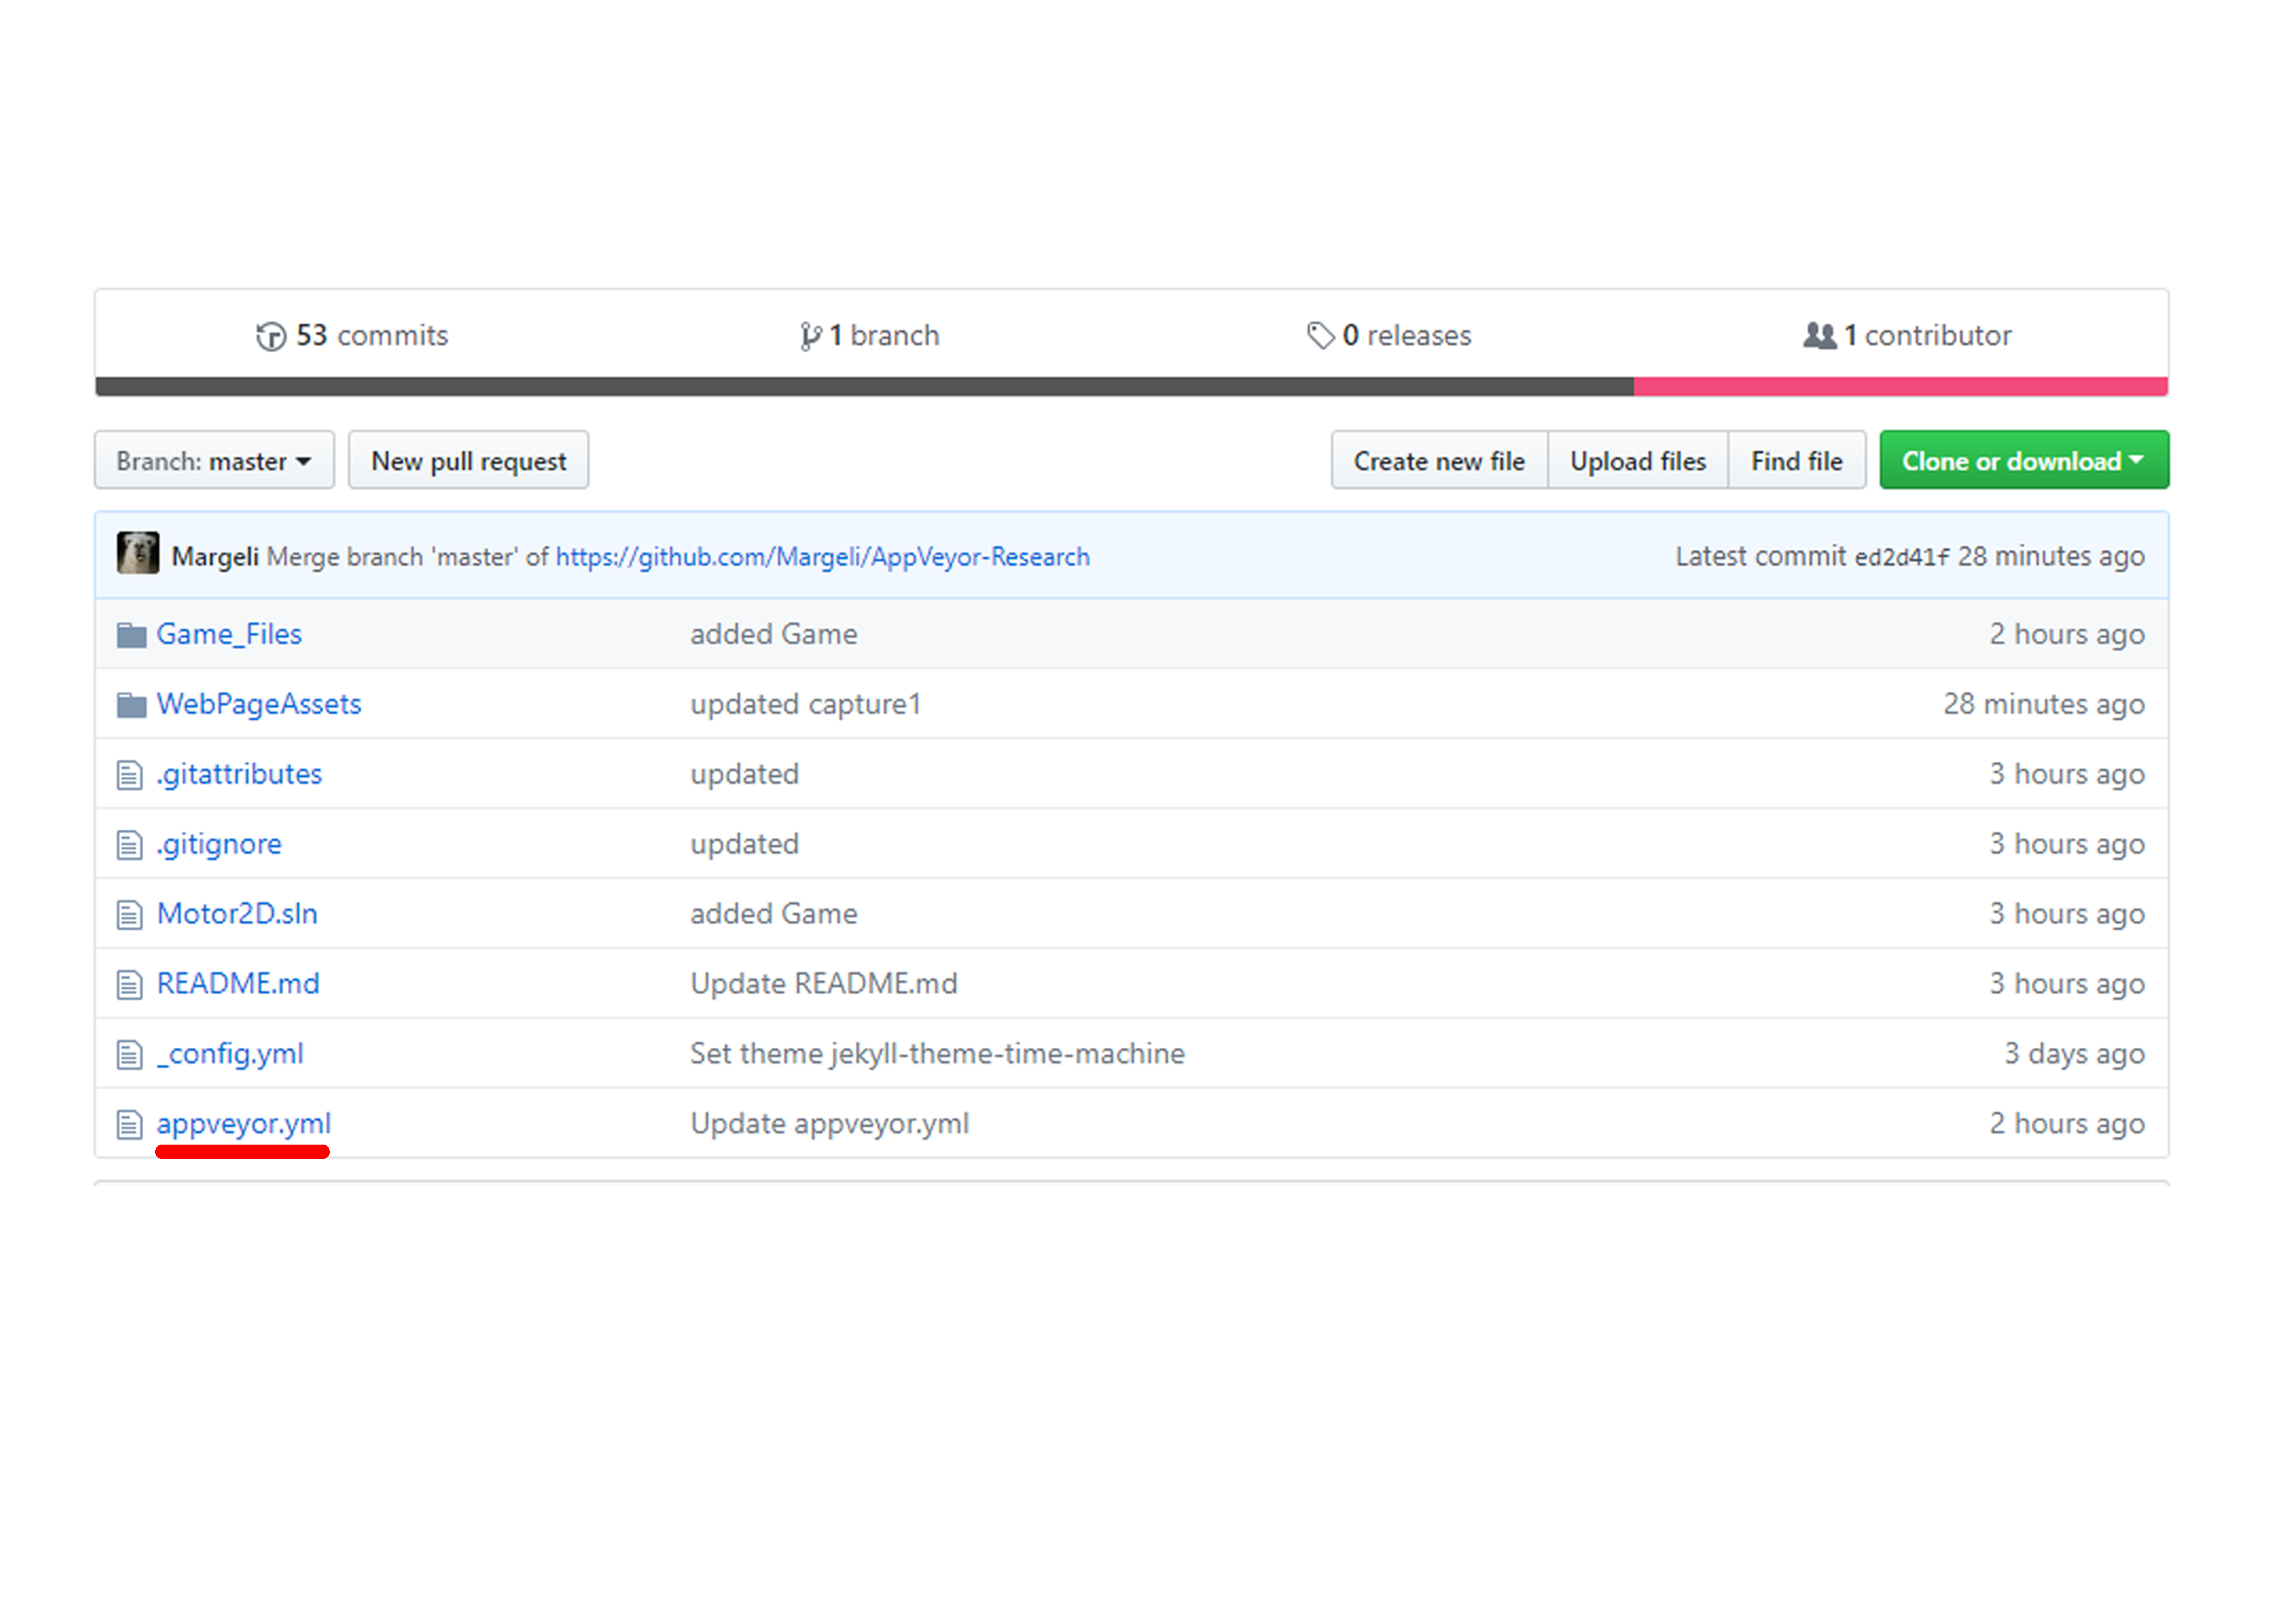 53 commits 1 branch 0 releases 1 contributor
Branch: master New pull request Create new file Upload files Find file Clone or download
Margeli Merge branch 'master' of https://github.com/Margeli/AppVeyor-Research Latest commit ed2d41f 28 minutes ago
Game_Files added Game 2 hours ago
WebPageAssets updated capture1 28 minutes ago
.gitattributes updated 3 hours ago
.gitignore updated 3 hours ago
Motor2D.sln added Game 3 hours ago
README.md Update README.md 3 hours ago
_config.yml Set theme jekyll-theme-time-machine 3 days ago
appveyor.yml Update appveyor.yml 2 hours ago